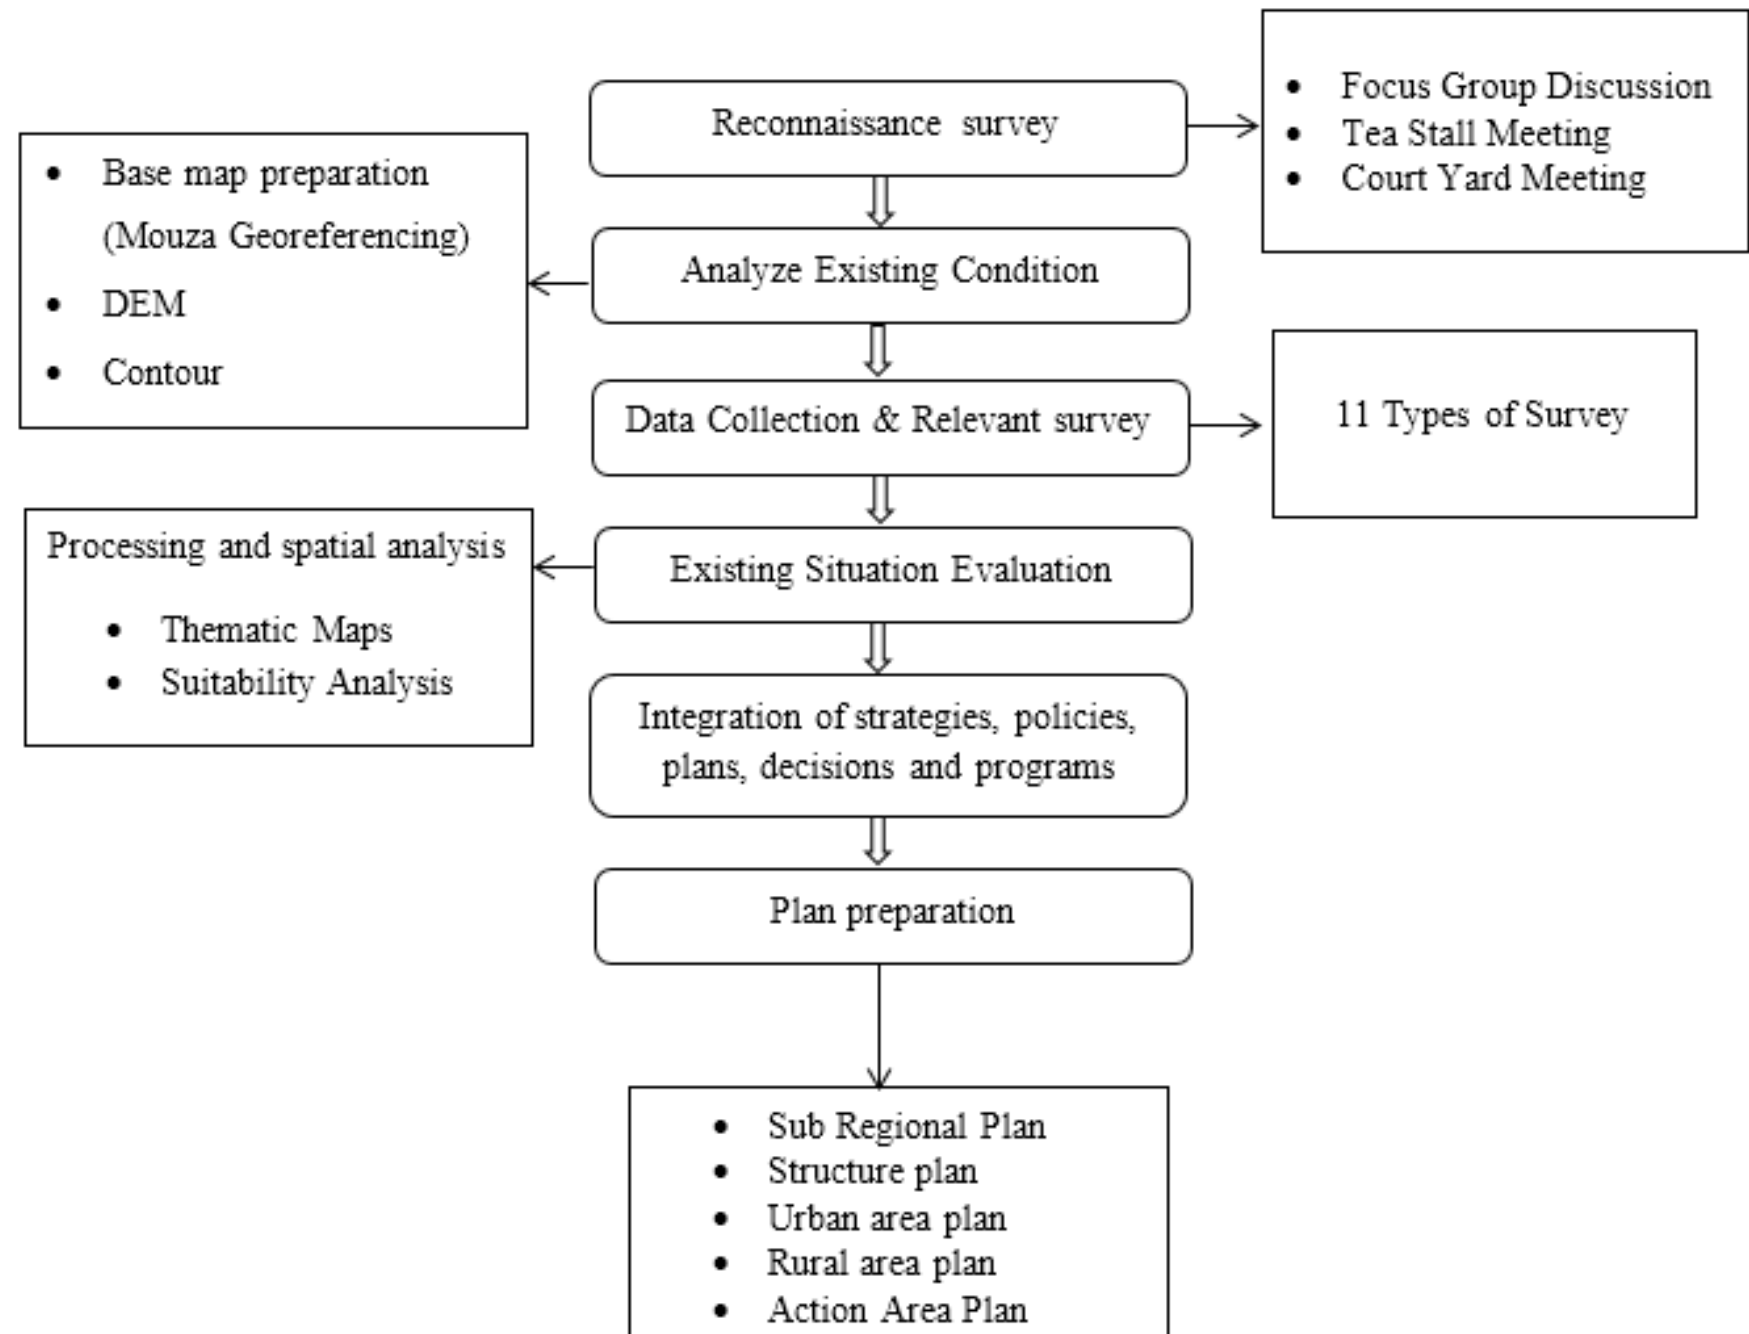 Reconnaissance survey
• Focus Group Discussion
• Tea Stall Meeting
• Court Yard Meeting
• Base map preparation
(Mouza Georeferencing)
• DEM
• Contour
Analyze Existing Condition
Data Collection & Relevant survey
11 Types of Survey
Processing and spatial analysis
• Thematic Maps
• Suitability Analysis
Existing Situation Evaluation
Integration of strategies, policies,
plans, decisions and programs
Plan preparation
• Sub Regional Plan
• Structure plan
• Urban area plan
• Rural area plan
• Action Area Plan